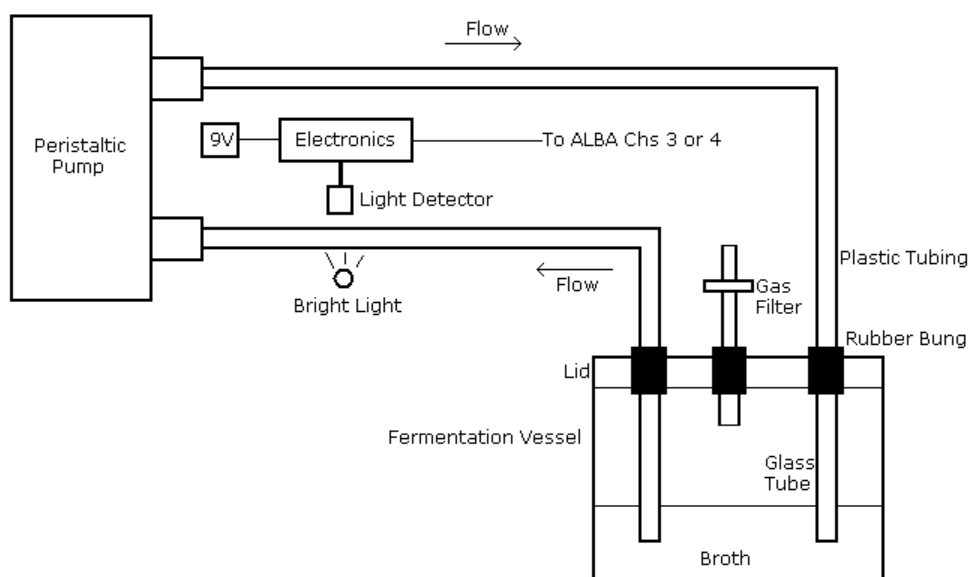 Flow
Peristaltic
Pump
9V
Electronics
To ALBA Chs 3 or 4
Light Detector
Plastic Tubing
Flow
Gas
Filter
Bright Light
Rubber Bung
Lid
Fermentation Vessel
Glass
Tube
Broth